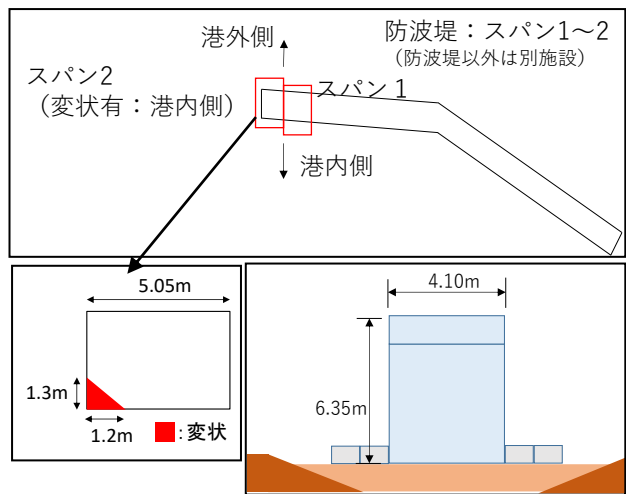 港外側
防波堤：スパン1～2
（防波堤以外は別施設）
スパン2
（変状有：港内側）
スパン１
港内側
5.05m
1.3m
1.2m
：変状
4.10m
6.35m